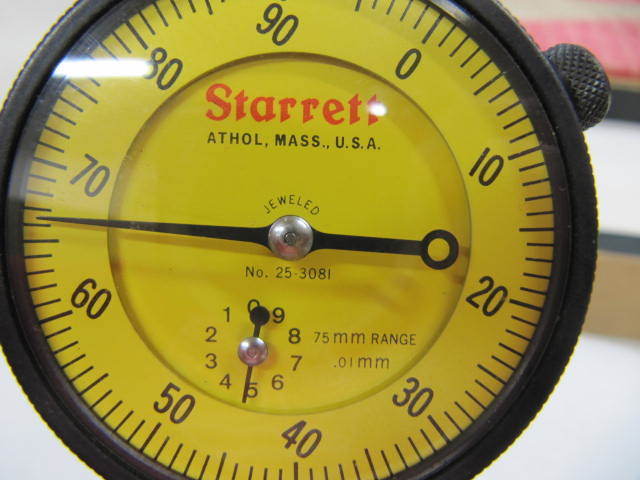 90
80
0
Starrett
ATHOL, MASS., U.S.A.
10
70
JEWELED
No. 25-3081
20
60
0
1 9
2 8
75mm RANGE
3 7
.01mm
4 5 6
50
30
40